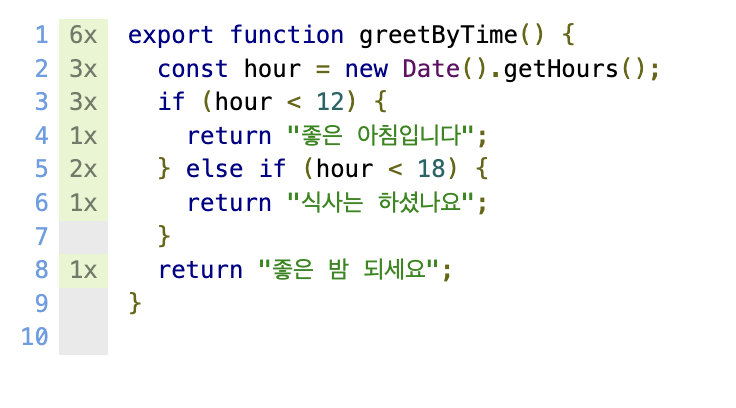 1 6x export function greetByTime() {
2 3x const hour = new Date().getHours();
3 3x if (hour < 12) {
4 1x return "좋은 아침입니다";
5 2x } else if (hour < 18) {
6 1x return "식사는 하셨나요";
7 }
8 1x return "좋은 밤 되세요";
9 }
10